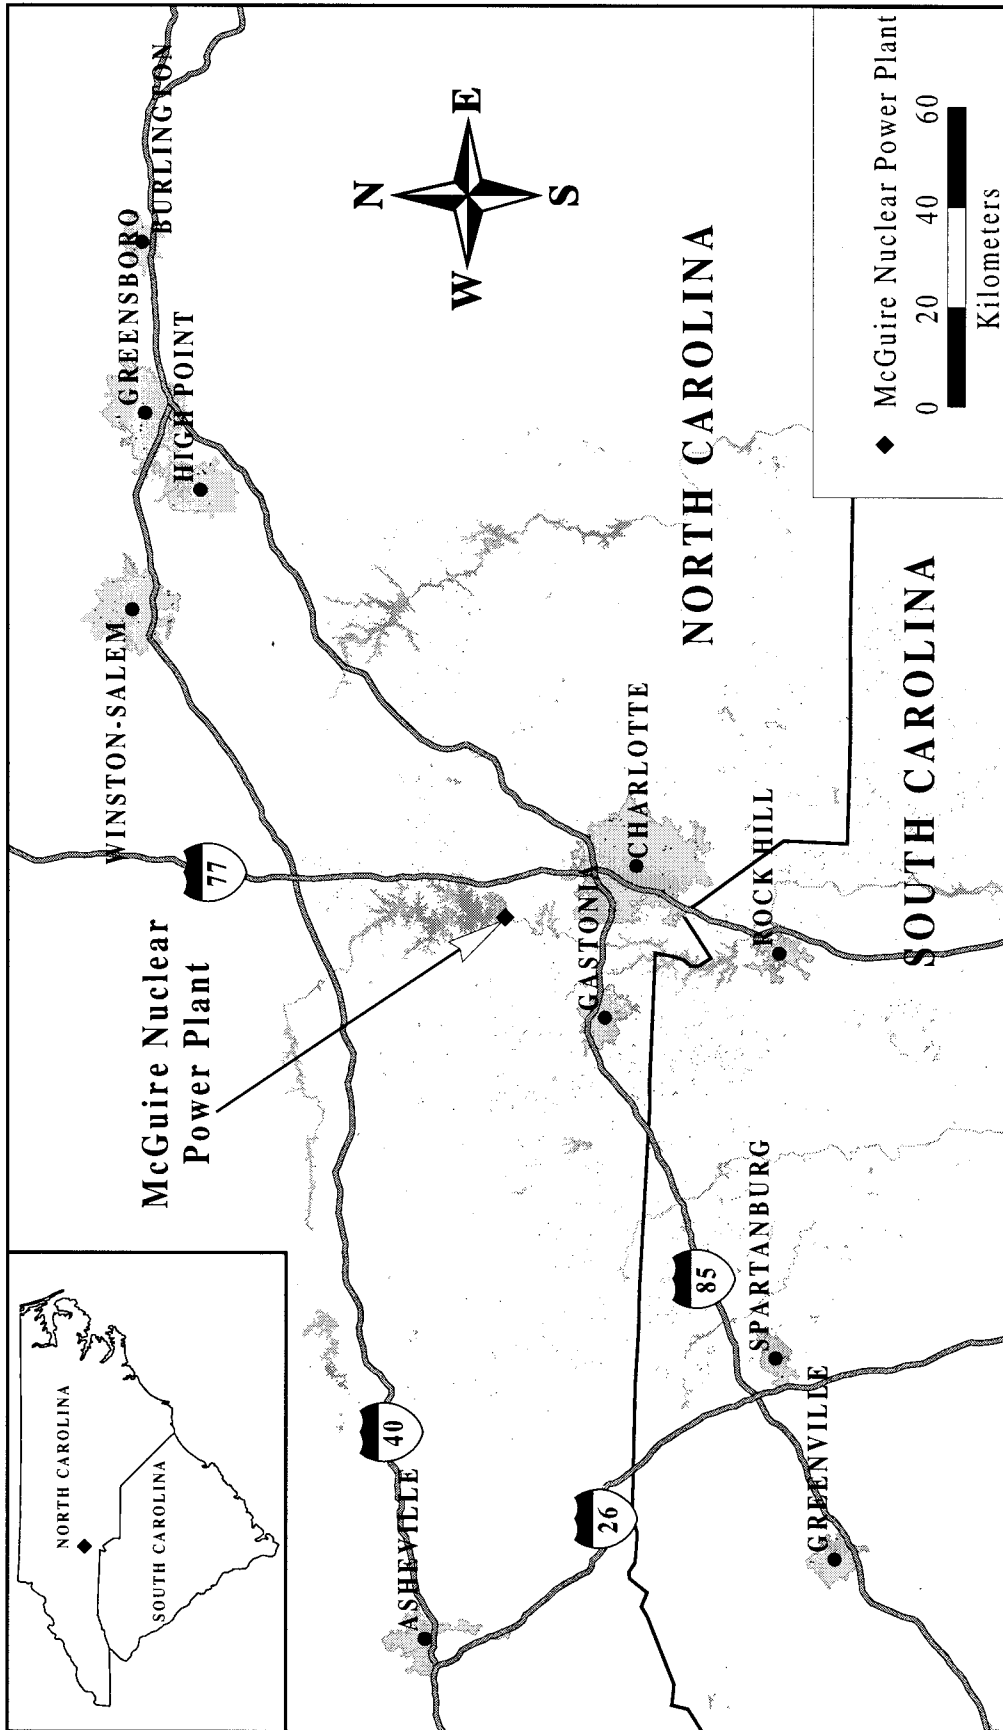 NORTH CAROLINA
SOUTH CAROLINA
McGuire Nuclear
Power Plant
77
WINSTON-SALEM
GREENSBORO
HIGH POINT
BURLINGTON
N
W
E
S
40
ASHEVILLE
26
85
GASTONIA
CHARLOTTE
ROCK HILL
SPARTANBURG
GREENVILLE
NORTH CAROLINA
SOUTH CAROLINA
McGuire Nuclear Power Plant
0 20 40 60
Kilometers